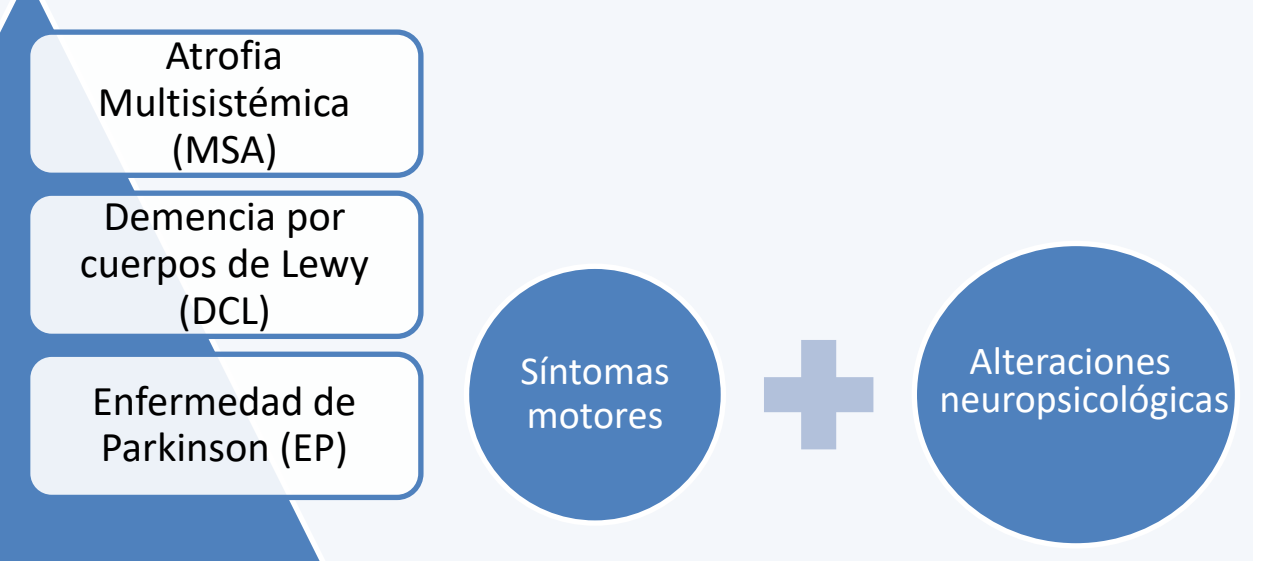 Atrofia
Multisistémica
(MSA)
Demencia por
cuerpos de Lewy
(DCL)
Enfermedad de
Parkinson (EP)
Síntomas
motores
Alteraciones
neuropsicológicas